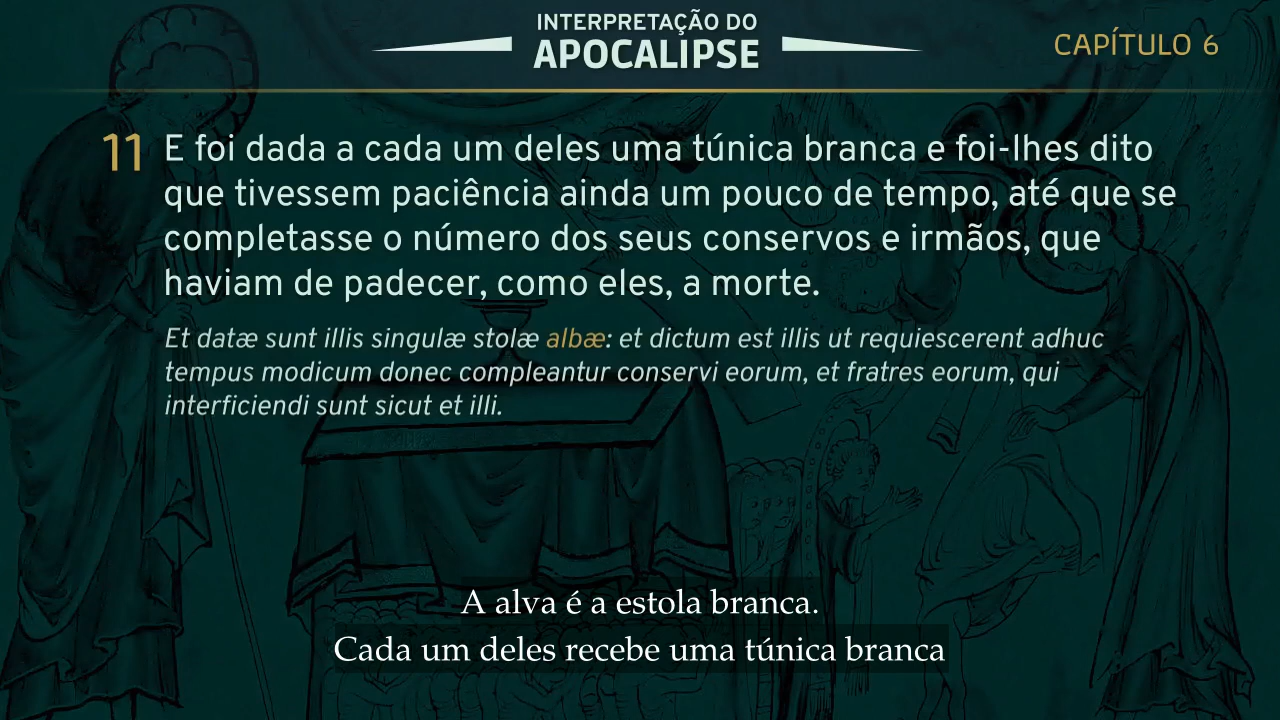 INTERPRETAÇÃO DO
APOCALIPSE
CAPÍTULO 6
11 E foi dada a cada um deles uma túnica branca e foi-lhes dito
que tivessem paciência ainda um pouco de tempo, até que se
completasse o número dos seus conservos e irmãos, que
haviam de padecer, como eles, a morte.
Et datæ sunt illis singulæ stolæ albæ: et dictum est illis ut requiescerent adhuc
tempus modicum donec compleantur conservi eorum, et fratres eorum, qui
interficiendi sunt sicut et illi.
A alva é a estola branca.
Cada um deles recebe uma túnica branca